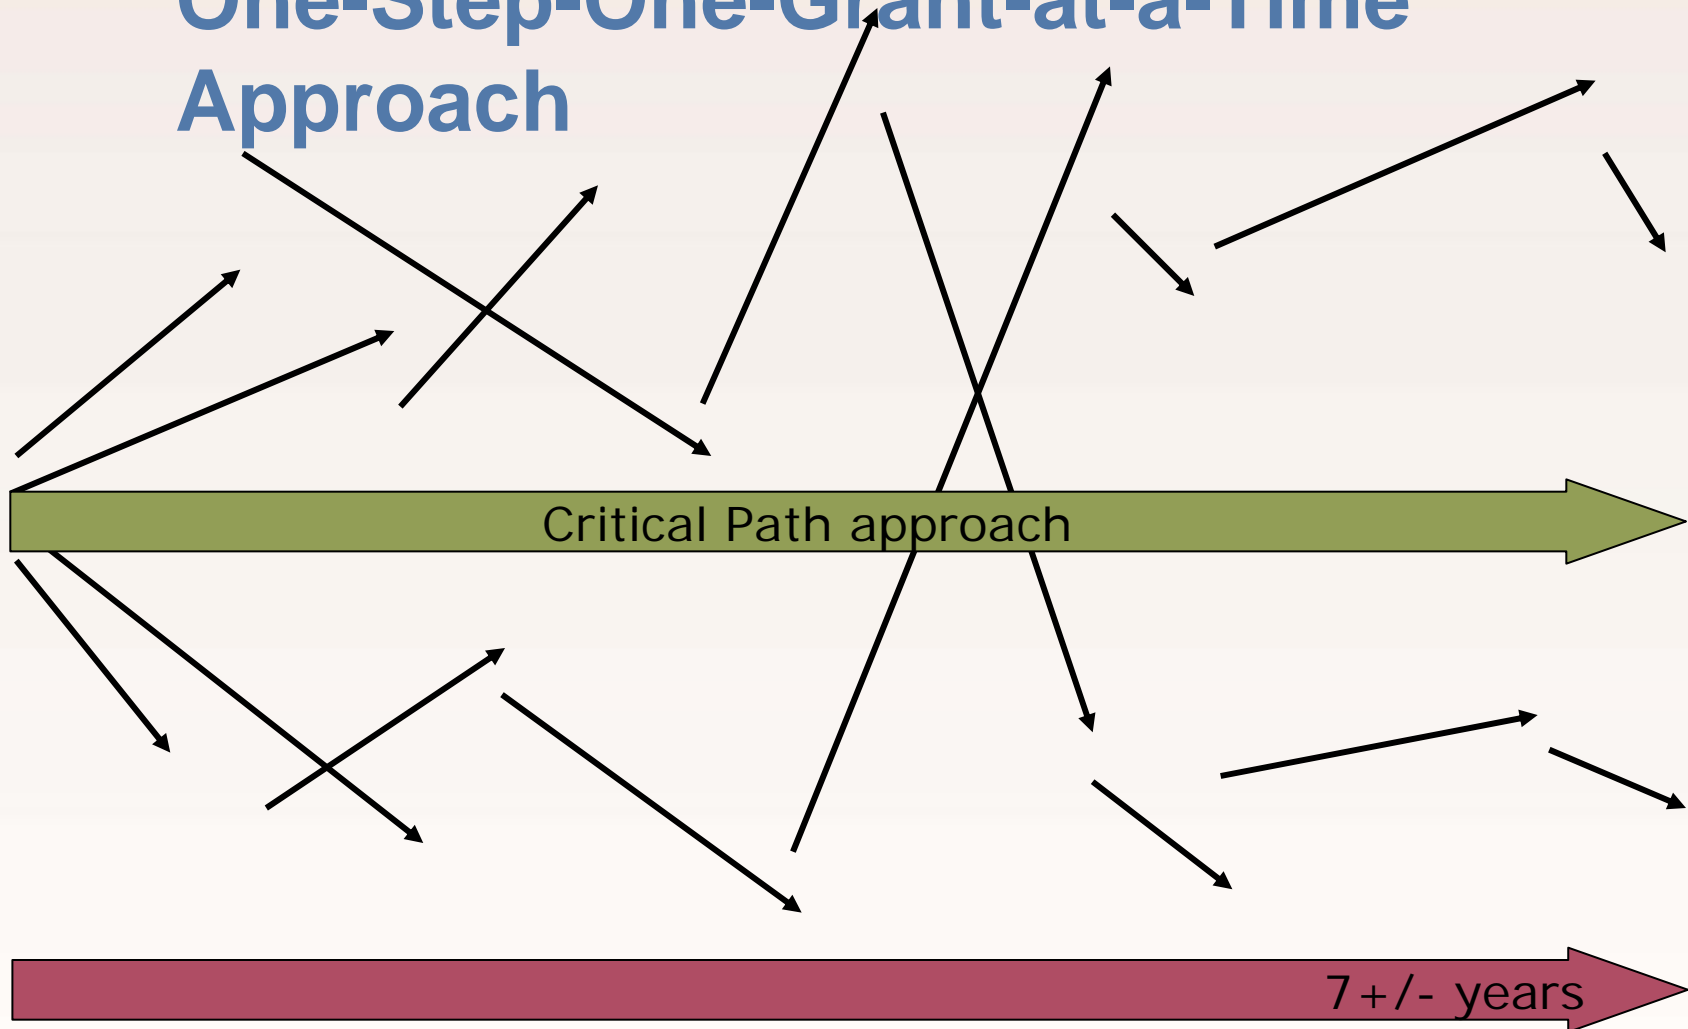 One-Step-One-Grant-at-a-Time
Approach
Critical Path approach
7+/- years